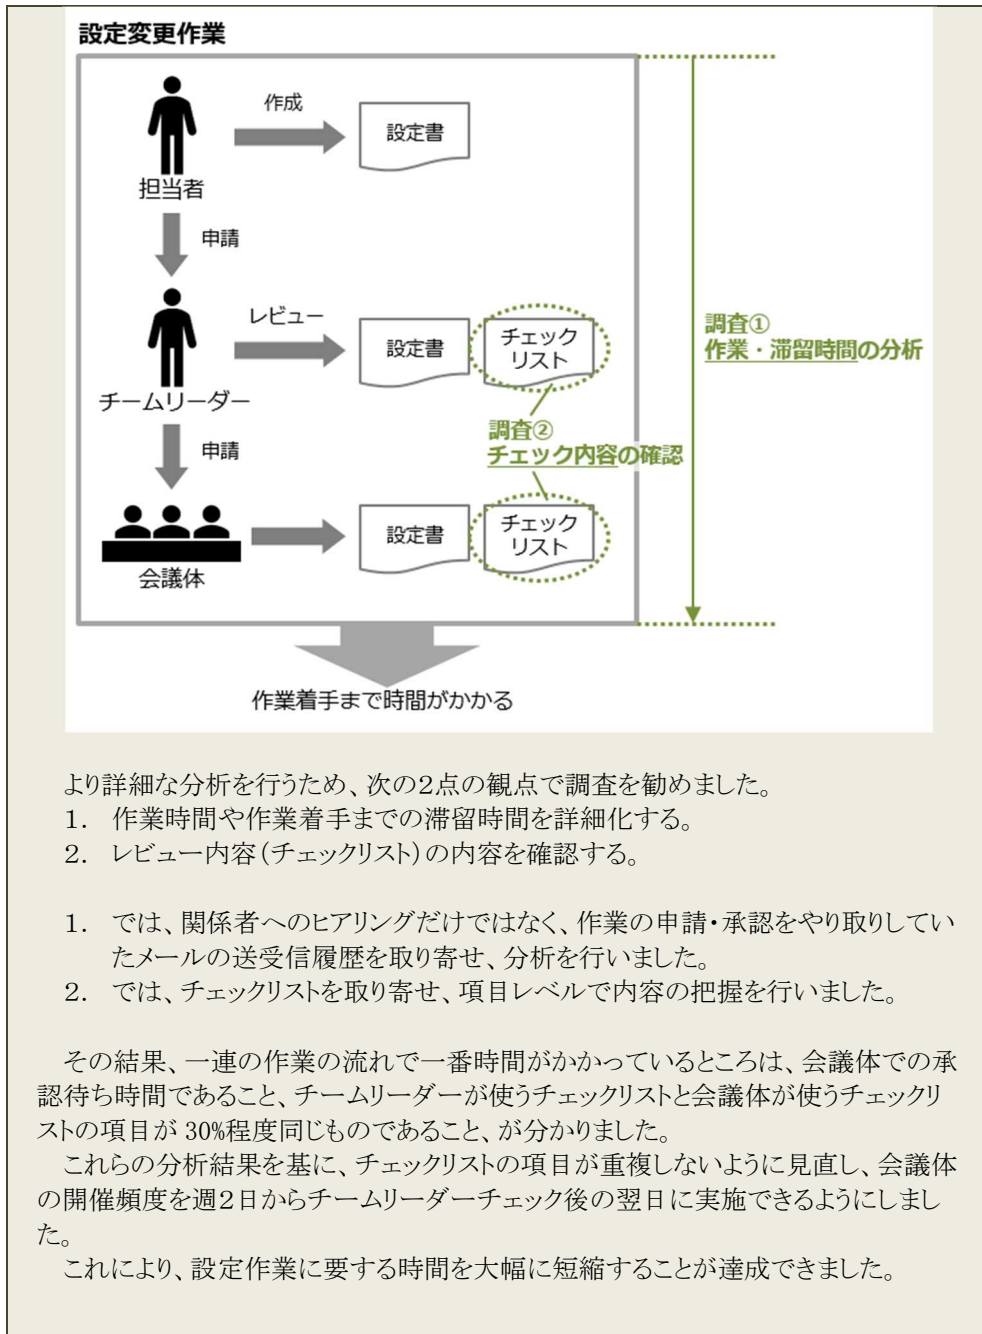 設定変更作業
作成
設定書
担当者
申請
レビュー
設定書
チェック
リスト
チームリーダー
調査①
作業・滞留時間の分析
調査②
チェック内容の確認
申請
設定書
チェック
リスト
会議体
作業着手まで時間がかかる
より詳細な分析を行うため、次の2点の観点で調査を勧めました。
1. 作業時間や作業着手までの滞留時間を詳細化する。
2. レビュー内容(チェックリスト)の内容を確認する。
1. では、関係者へのヒアリングだけではなく、作業の申請・承認をやり取りしてい
たメールの送受信履歴を取り寄せ、分析を行いました。
2. では、チェックリストを取り寄せ、項目レベルで内容の把握を行いました。
その結果、一連の作業の流れで一番時間がかかっているところは、会議体での承
認待ち時間であること、チームリーダーが使うチェックリストと会議体が使うチェックリ
ストの項目が 30%程度同じものであること、が分かりました。
これらの分析結果を基に、チェックリストの項目が重複しないように見直し、会議体
の開催頻度を週2日からチームリーダーチェック後の翌日に実施できるようにしまし
た。
これにより、設定作業に要する時間を大幅に短縮することが達成できました。